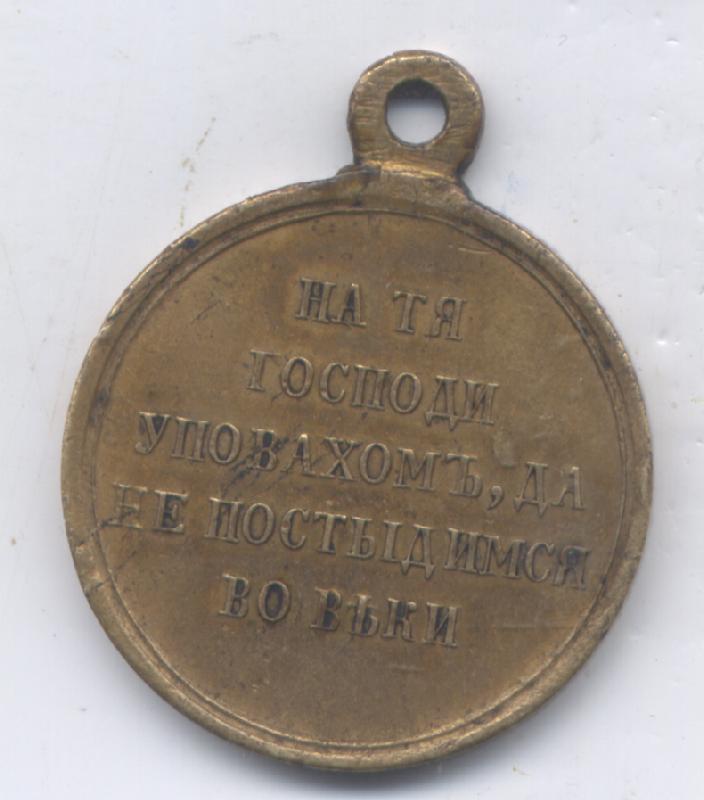 НА ТЯ
ГОСПОДИ
УПОВАХОМЪ, ДА
НЕ ПОСТЫДИМСЯ
ВО ВѢКИ